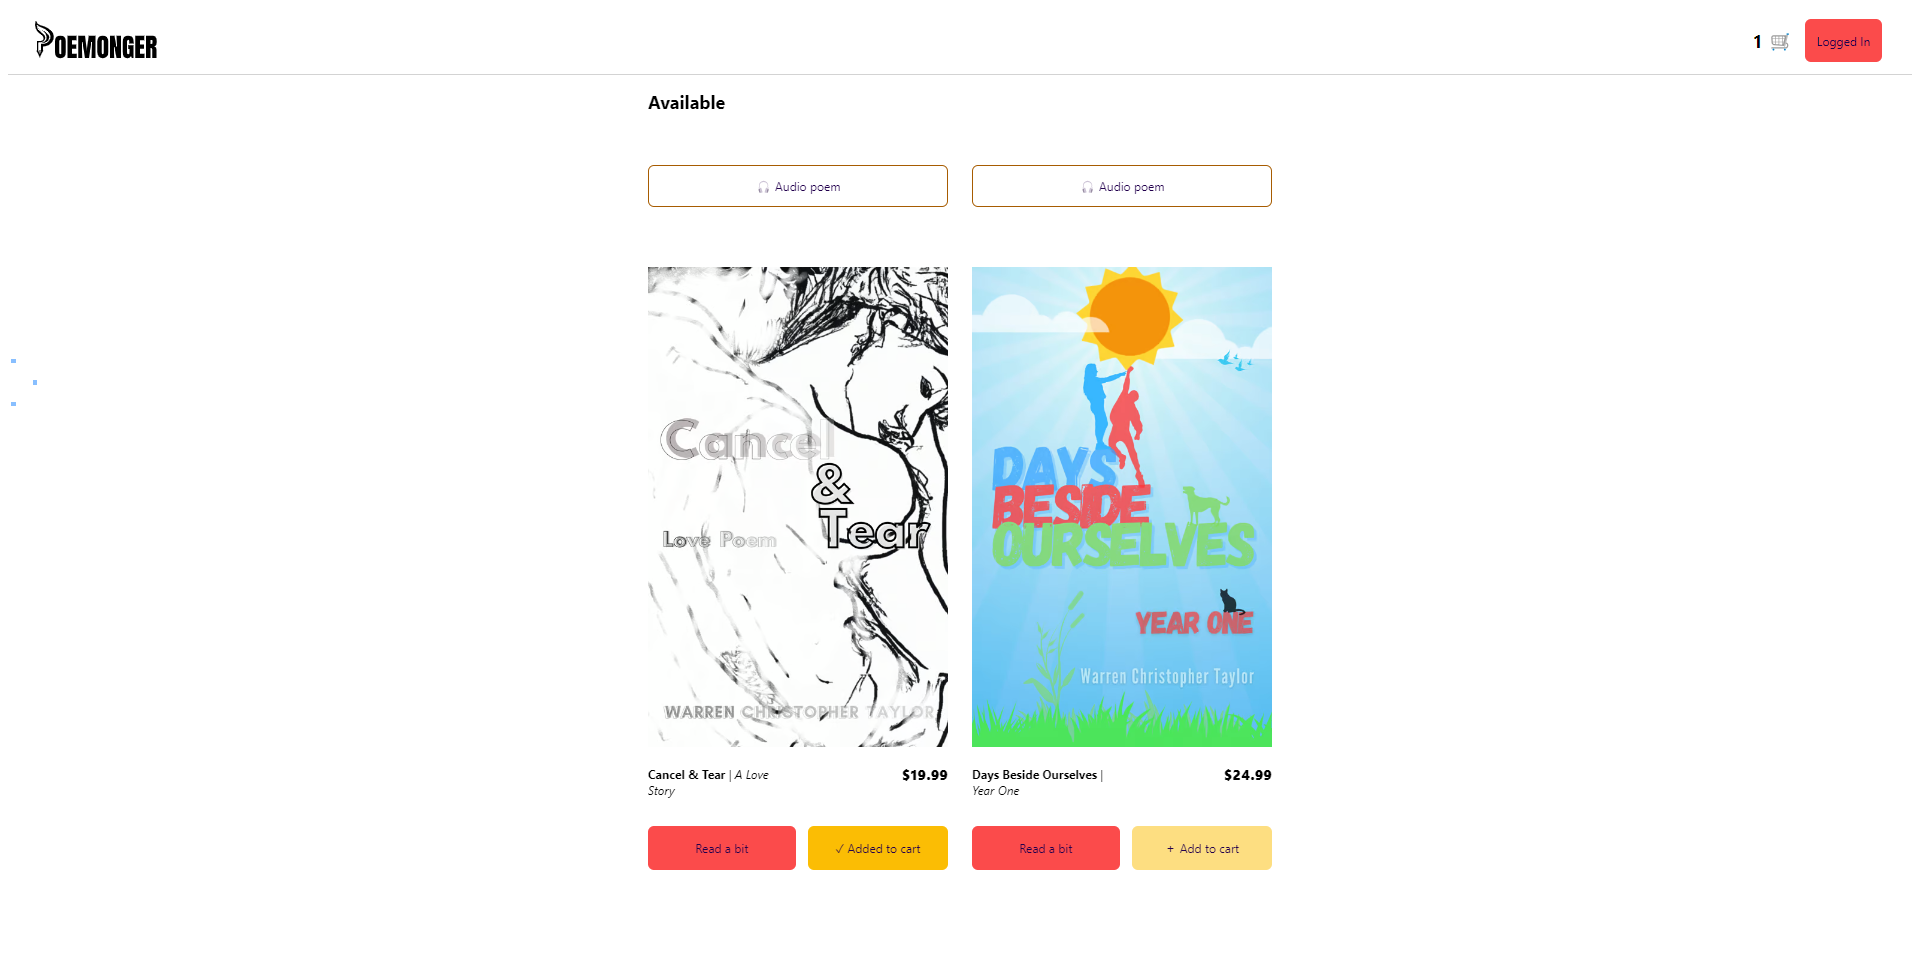 POEMONGER
1 Logged In
Available
Audio poem
Audio poem
Cancel
&
Tear
Love Poem
WARREN CHRISTOPHER TAYLOR
DAYS
BESIDE
OURSELVES
YEAR ONE
Warren Christopher Taylor
Cancel & Tear | A Love
Story
$19.99
Days Beside Ourselves |
Year One
$24.99
Read a bit
✓ Added to cart
Read a bit
+ Add to cart